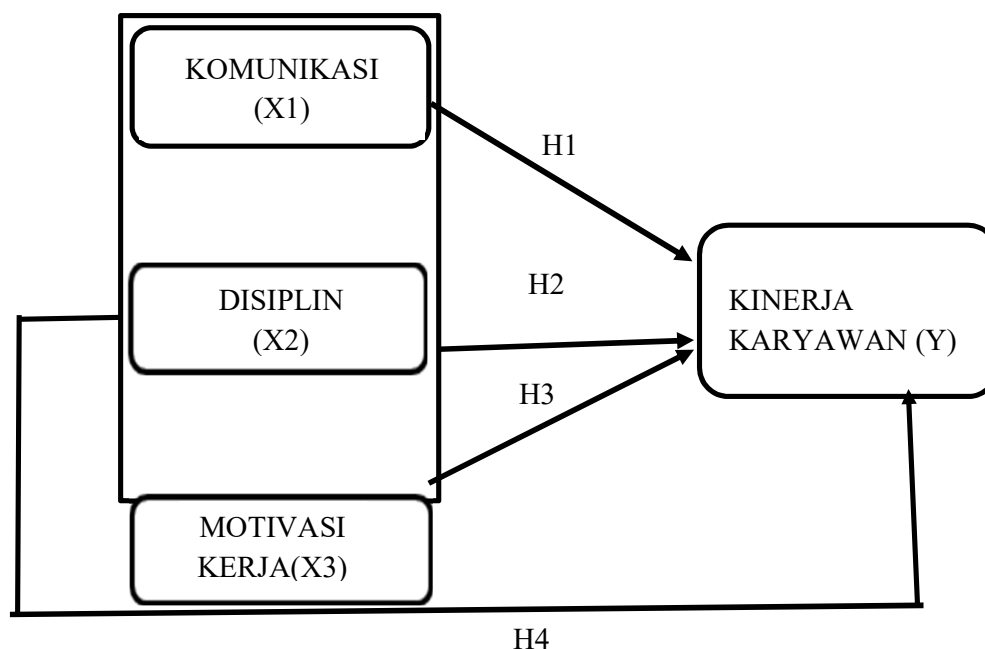 KOMUNIKASI
(X1)
H1
DISIPLIN
(X2)
H2
KINERJA
KARYAWAN (Y)
H3
MOTIVASI
KERJA(X3)
H4